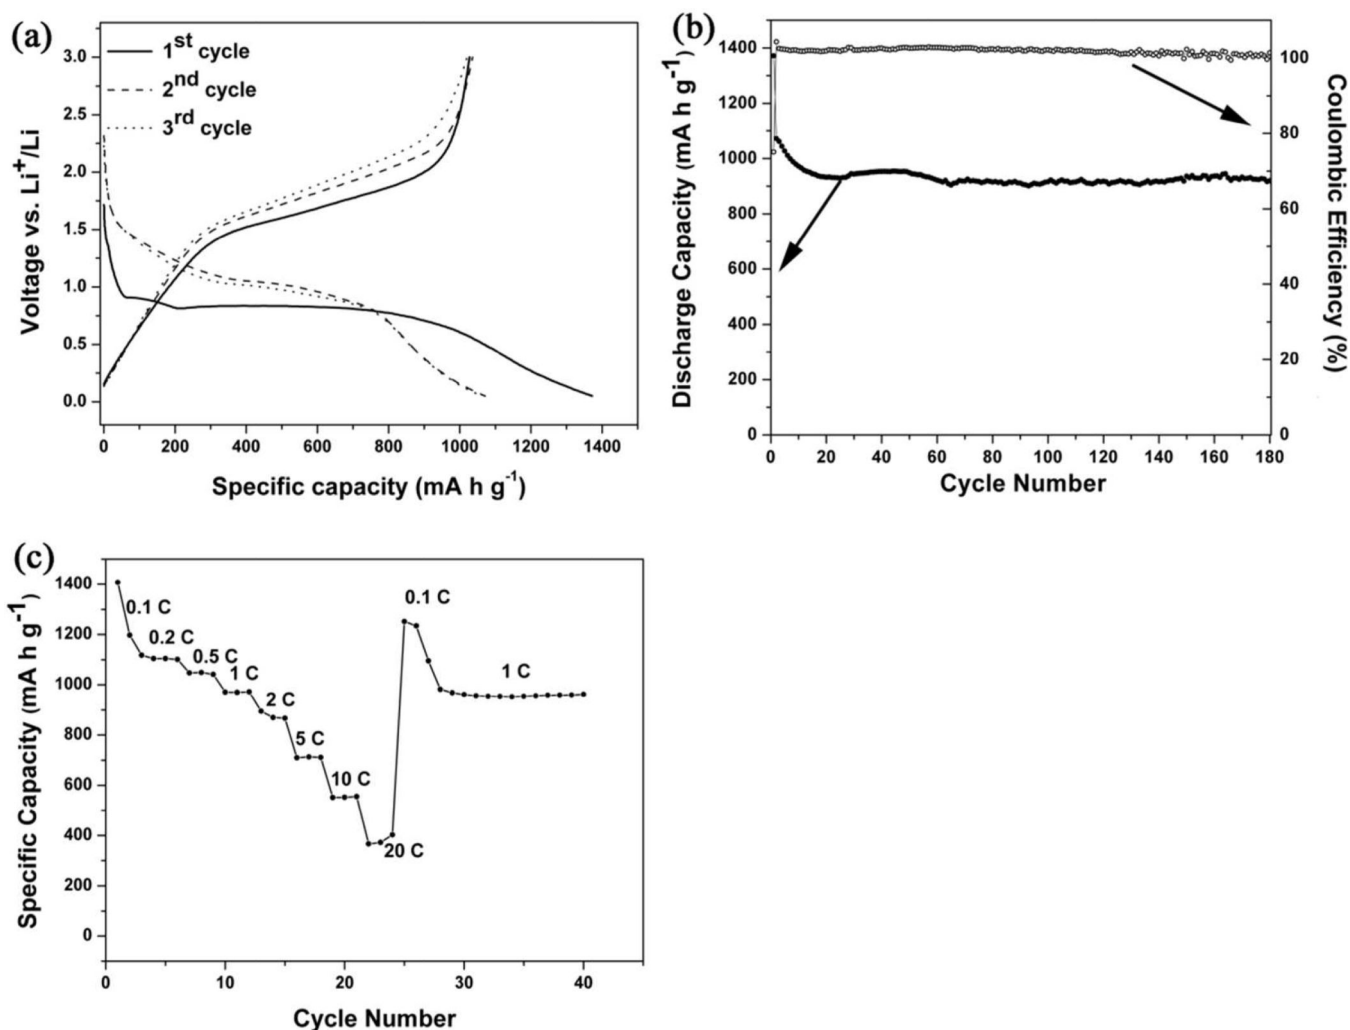 (a)
1st cycle
2nd cycle
3rd cycle
3.0
2.5
2.0
1.5
1.0
0.5
0.0
Voltage vs. Li+/Li
0 200 400 600 800 1000 1200 1400
Specific capacity (mA h g-1)
(b)
1400
1200
1000
800
600
400
200
0
Discharge Capacity (mA h g-1)
100
80
60
40
20
0
Coulombic Efficiency (%)
0 20 40 60 80 100 120 140 160 180
Cycle Number
(c)
1400
1200
1000
800
600
400
200
0
Specific Capacity (mA h g-1)
0.1 C
0.2 C
0.5 C
1 C
2 C
5 C
10 C
20 C
0.1 C
1 C
0 10 20 30 40
Cycle Number